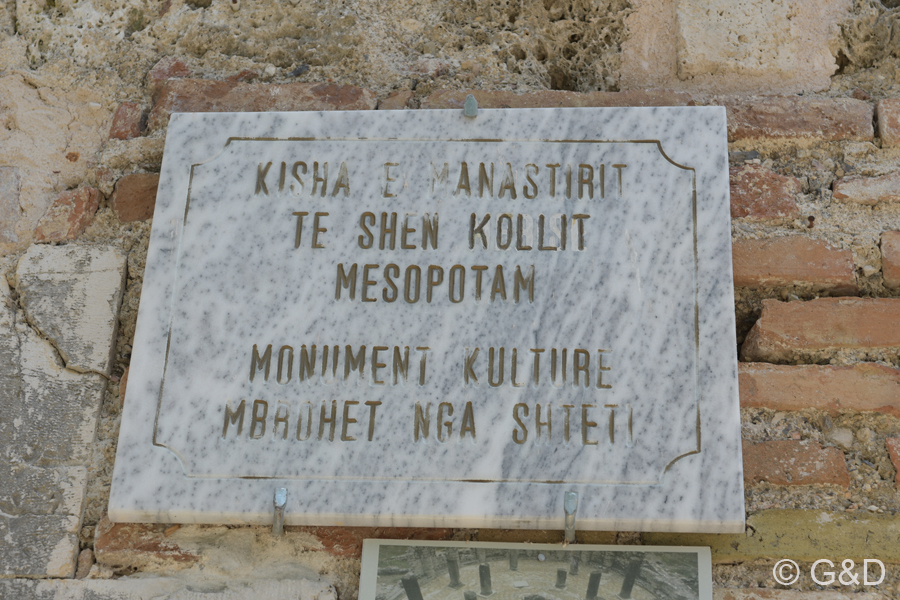 KISHA E MANASTIRIT
TE SHEN KOLLIT
MESOPOTAM
MONUMENT KULTURE
MBROHET NGA SHTETI
© G&D